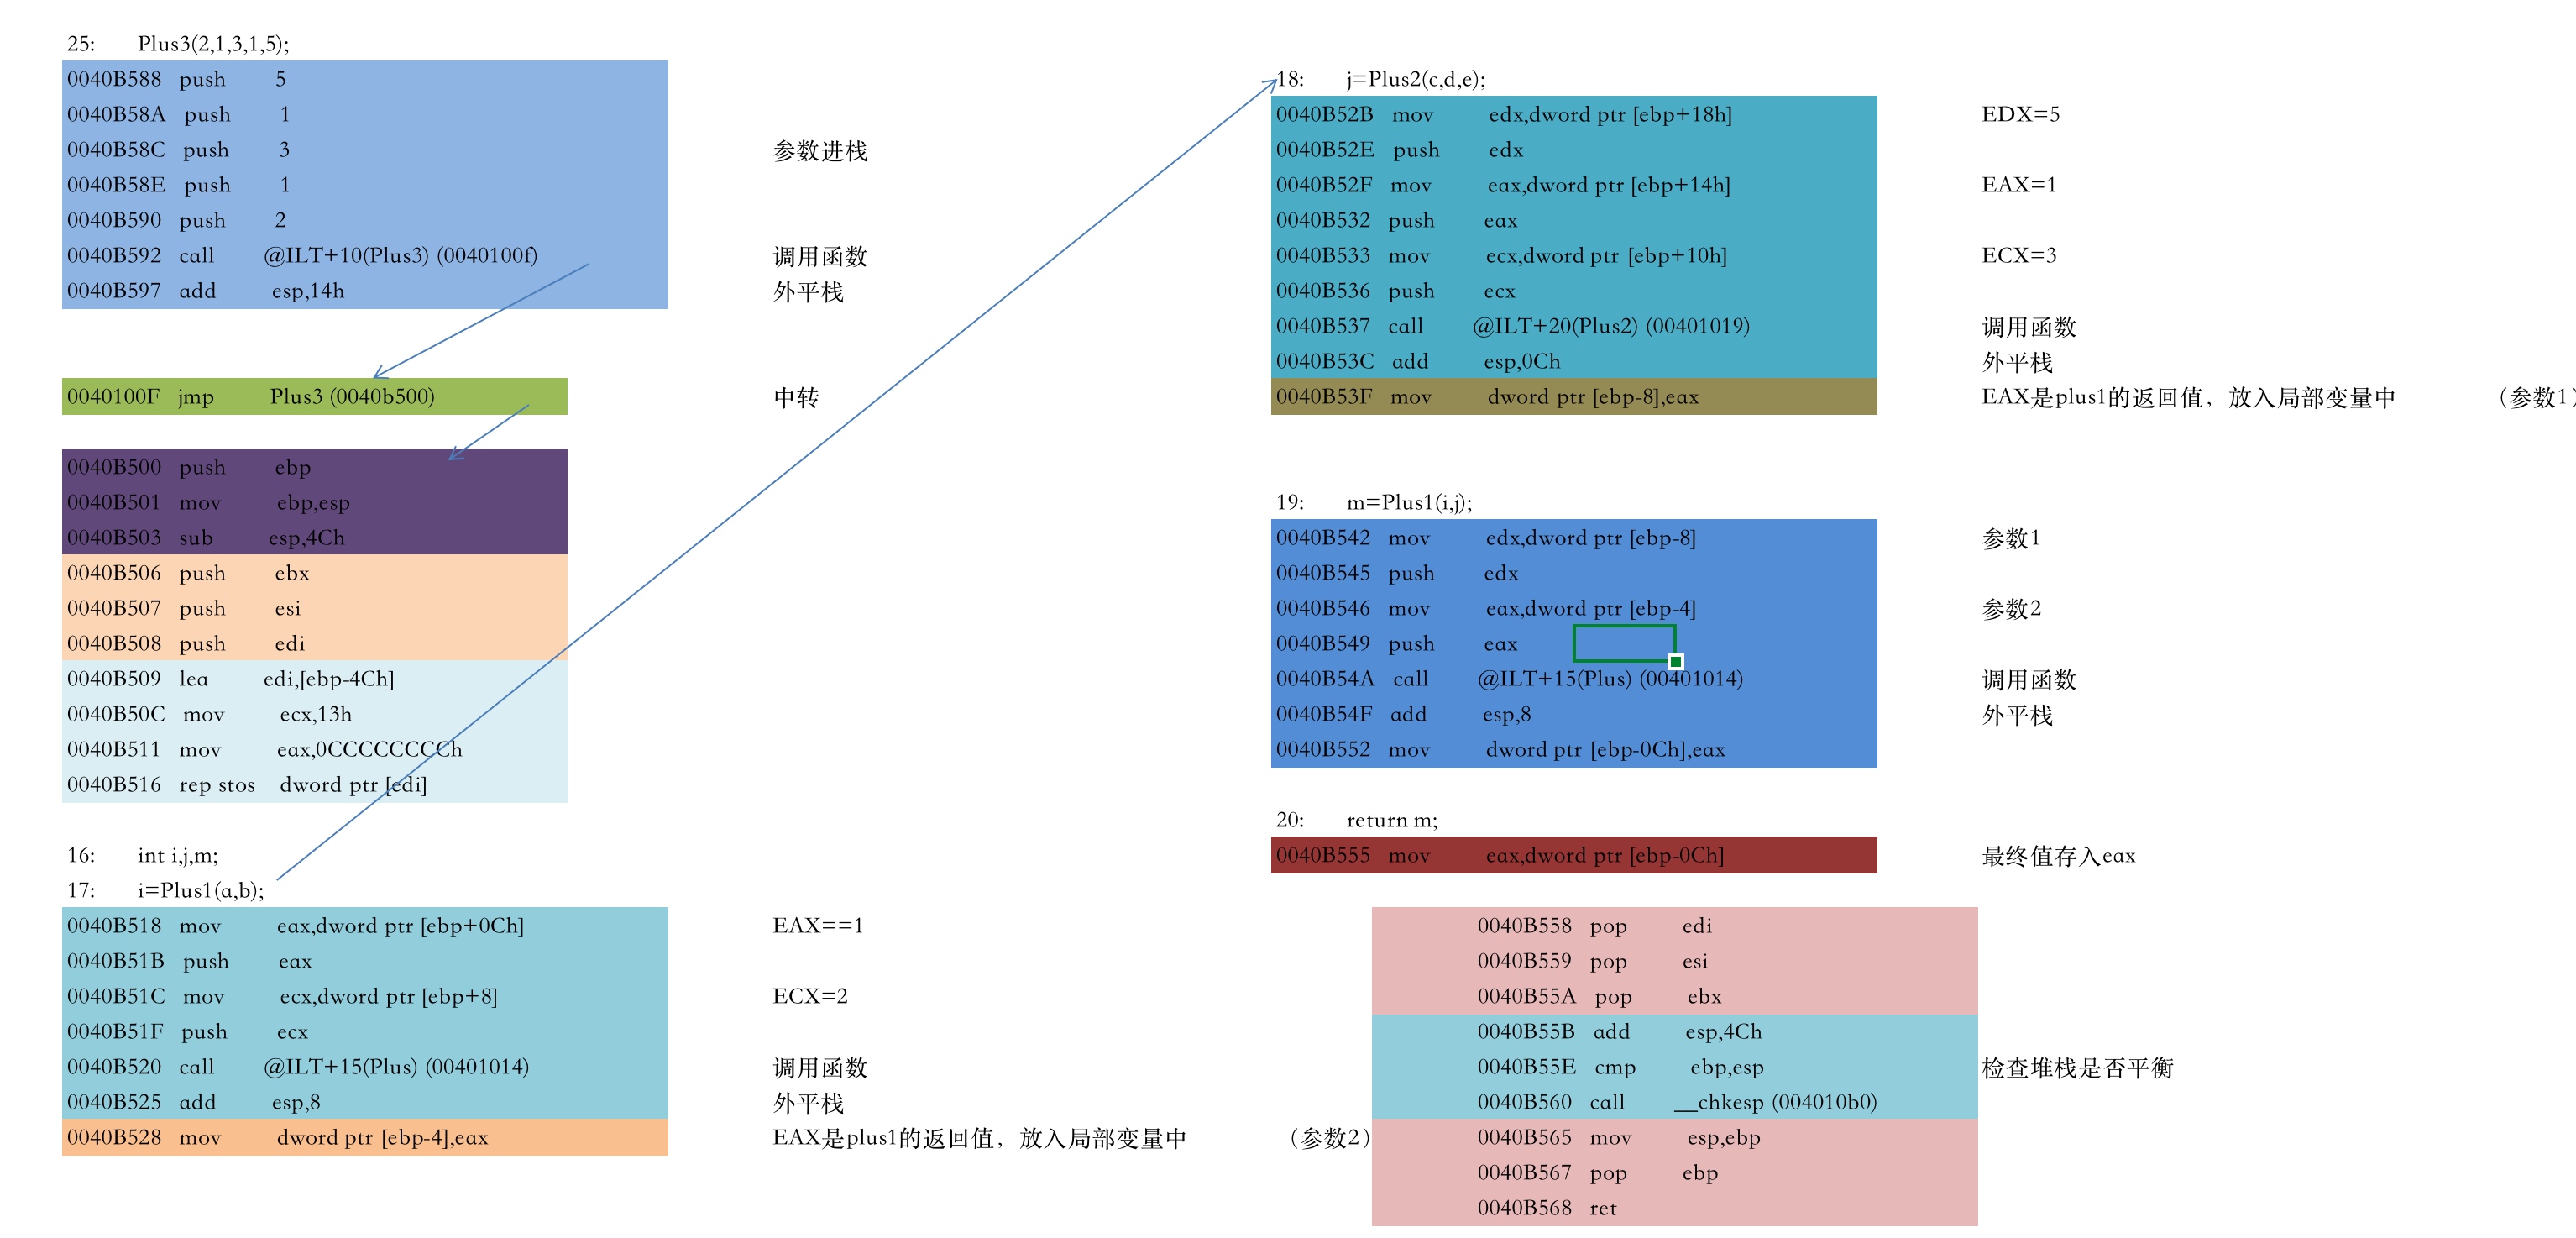 25: Plus3(2,1,3,1,5);
0040B588 push 5
0040B58A push 1
0040B58C push 3 参数进栈
0040B58E push 1
0040B590 push 2
0040B592 call @ILT+10(Plus3) (0040100f) 调用函数
0040B597 add esp,14h 外平栈
0040100F jmp Plus3 (0040b500) 中转
0040B500 push ebp
0040B501 mov ebp,esp
0040B503 sub esp,4Ch
0040B506 push ebx
0040B507 push esi
0040B508 push edi
0040B509 lea edi,[ebp-4Ch]
0040B50C mov ecx,13h
0040B511 mov eax,0CCCCCCCCh
0040B516 rep stos dword ptr [edi]
16: int i,j,m;
17: i=Plus1(a,b);
0040B518 mov eax,dword ptr [ebp+0Ch] EAX==1
0040B51B push eax
0040B51C mov ecx,dword ptr [ebp+8] ECX=2
0040B51F push ecx
0040B520 call @ILT+15(Plus) (00401014) 调用函数
0040B525 add esp,8 外平栈
0040B528 mov dword ptr [ebp-4],eax EAX是plus1的返回值，放入局部变量中 （参数2）
18: j=Plus2(c,d,e);
0040B52B mov edx,dword ptr [ebp+18h] EDX=5
0040B52E push edx
0040B52F mov eax,dword ptr [ebp+14h] EAX=1
0040B532 push eax
0040B533 mov ecx,dword ptr [ebp+10h] ECX=3
0040B536 push ecx
0040B537 call @ILT+20(Plus2) (00401019) 调用函数
0040B53C add esp,0Ch 外平栈
0040B53F mov dword ptr [ebp-8],eax EAX是plus1的返回值，放入局部变量中 （参数1）
19: m=Plus1(i,j);
0040B542 mov edx,dword ptr [ebp-8] 参数1
0040B545 push edx
0040B546 mov eax,dword ptr [ebp-4] 参数2
0040B549 push eax
0040B54A call @ILT+15(Plus) (00401014) 调用函数
0040B54F add esp,8 外平栈
0040B552 mov dword ptr [ebp-0Ch],eax
20: return m;
0040B555 mov eax,dword ptr [ebp-0Ch] 最终值存入eax
0040B558 pop edi
0040B559 pop esi
0040B55A pop ebx
0040B55B add esp,4Ch
0040B55E cmp ebp,esp 检查堆栈是否平衡
0040B560 call __chkesp (004010b0)
0040B565 mov esp,ebp
0040B567 pop ebp
0040B568 ret